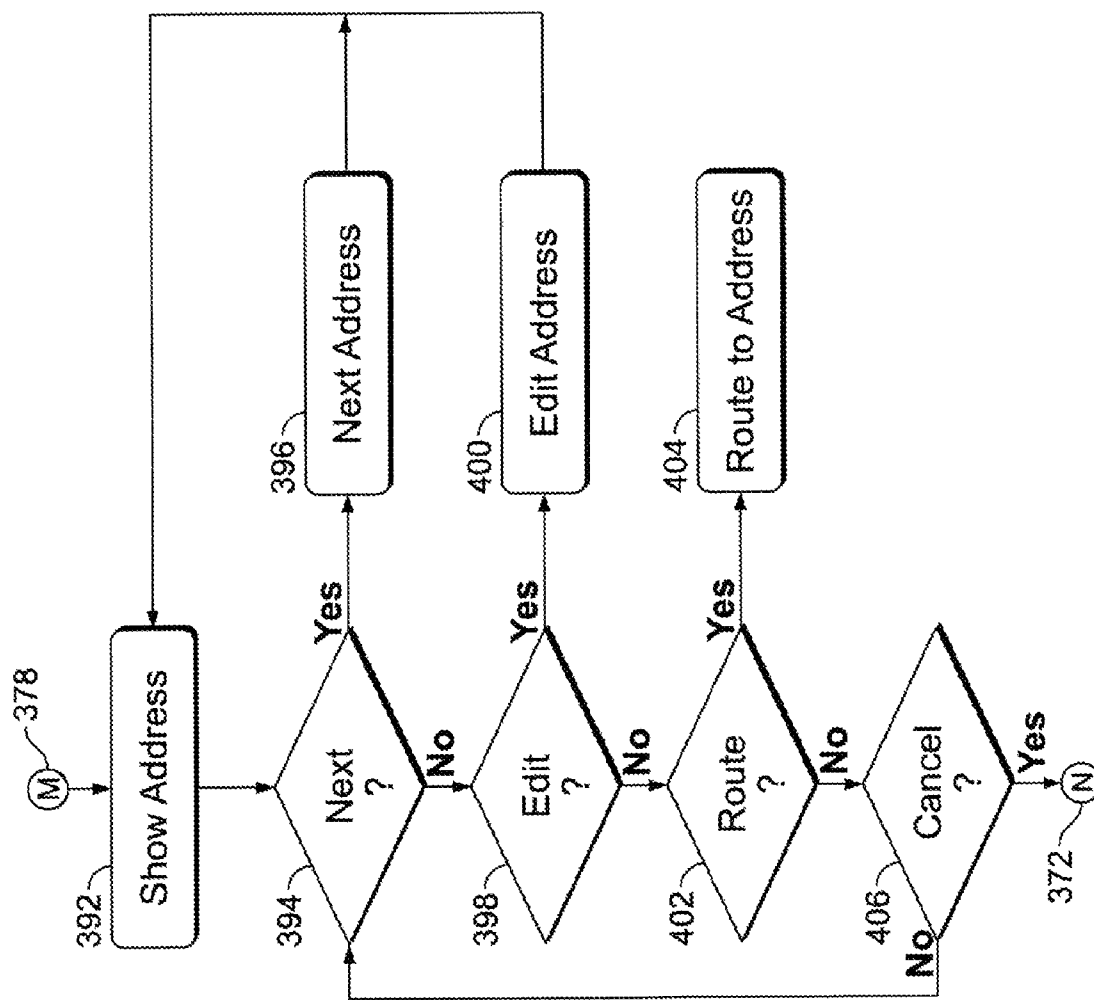 M
378
392
Show Address
394
Next
?
Yes
No
396
Next Address
398
Edit
?
Yes
No
400
Edit Address
402
Route
?
Yes
No
404
Route to Address
406
Cancel
?
No
Yes
372
N